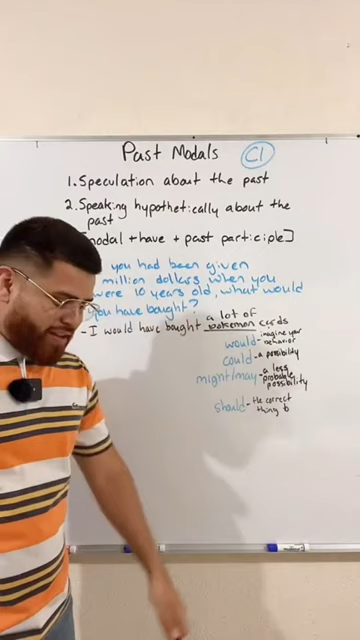 Past Modals C1
1. Speculation about the past
2. Speaking hypothetically about the
past
modal + have + past participle]
you had been given
million dollars when you
were 10 years old, what would
you have bought?
- I would have bought a lot of
pokemon cards
would - imagine your
behavior
could - a possibility
might/may - a less
probable
possibility
should - the correct
thing to